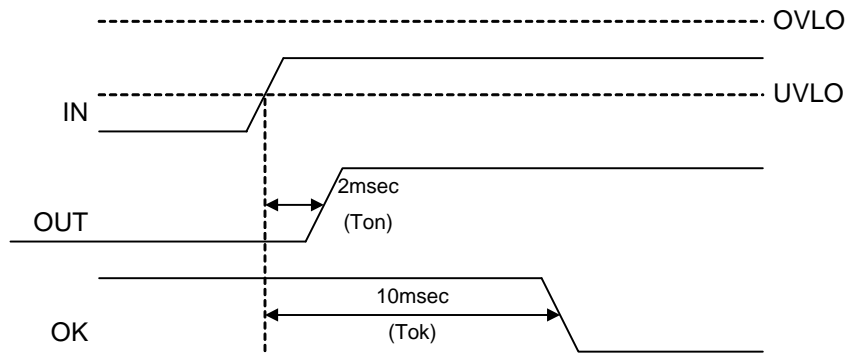 OVLO
UVLO
IN
2msec
(Ton)
OUT
10msec
(Tok)
OK